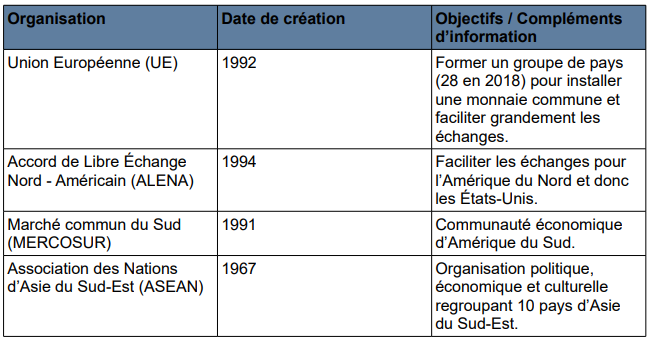 Organisation
Date de création
Objectifs / Compléments
d'information
Union Européenne (UE)
1992
Former un groupe de pays
(28 en 2018) pour installer
une monnaie commune et
faciliter grandement les
échanges.
Accord de Libre Échange
Nord - Américain (ALENA)
1994
Faciliter les échanges pour
l'Amérique du Nord et donc
les États-Unis.
Marché commun du Sud
(MERCOSUR)
1991
Communauté économique
d'Amérique du Sud.
Association des Nations
d'Asie du Sud-Est (ASEAN)
1967
Organisation politique,
économique et culturelle
regroupant 10 pays d'Asie
du Sud-Est.